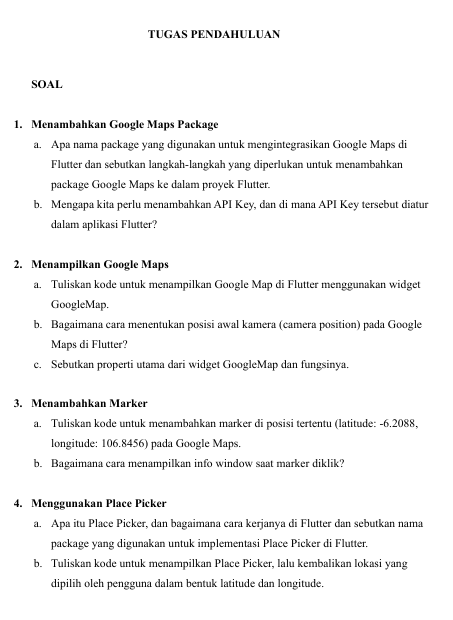 TUGAS PENDAHULUAN
SOAL
1. Menambahkan Google Maps Package
a. Apa nama package yang digunakan untuk mengintegrasikan Google Maps di
Flutter dan sebutkan langkah-langkah yang diperlukan untuk menambahkan
package Google Maps ke dalam proyek Flutter.
b. Mengapa kita perlu menambahkan API Key, dan di mana API Key tersebut diatur
dalam aplikasi Flutter?
2. Menampilkan Google Maps
a. Tuliskan kode untuk menampilkan Google Map di Flutter menggunakan widget
GoogleMap.
b. Bagaimana cara menentukan posisi awal kamera (camera position) pada Google
Maps di Flutter?
c. Sebutkan properti utama dari widget GoogleMap dan fungsinya.
3. Menambahkan Marker
a. Tuliskan kode untuk menambahkan marker di posisi tertentu (latitude: -6.2088,
longitude: 106.8456) pada Google Maps.
b. Bagaimana cara menampilkan info window saat marker diklik?
4. Menggunakan Place Picker
a. Apa itu Place Picker, dan bagaimana cara kerjanya di Flutter dan sebutkan nama
package yang digunakan untuk implementasi Place Picker di Flutter.
b. Tuliskan kode untuk menampilkan Place Picker, lalu kembalikan lokasi yang
dipilih oleh pengguna dalam bentuk latitude dan longitude.